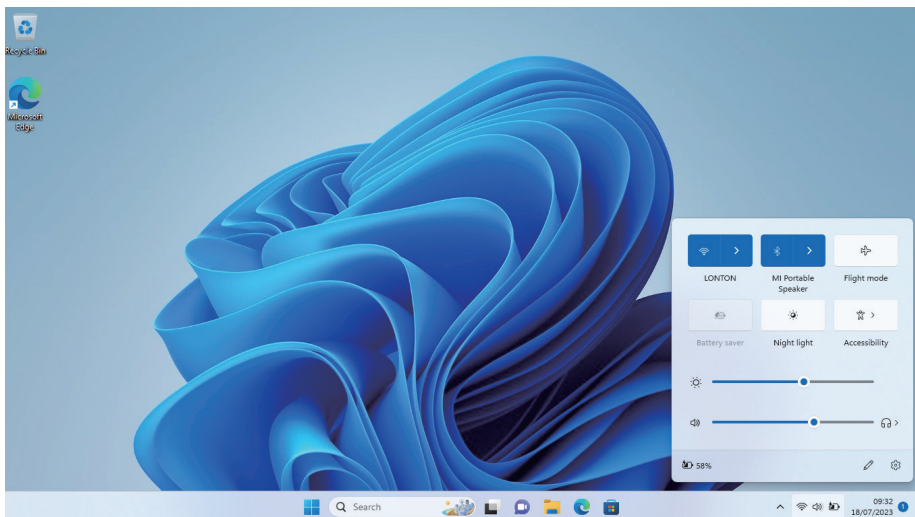 Recycle Bin
Microsoft
Edge
LONTON
MI Portable
Speaker
Flight mode
Battery saver
Night light
Accessibility
58%
Search
09:32
18/07/2023
1